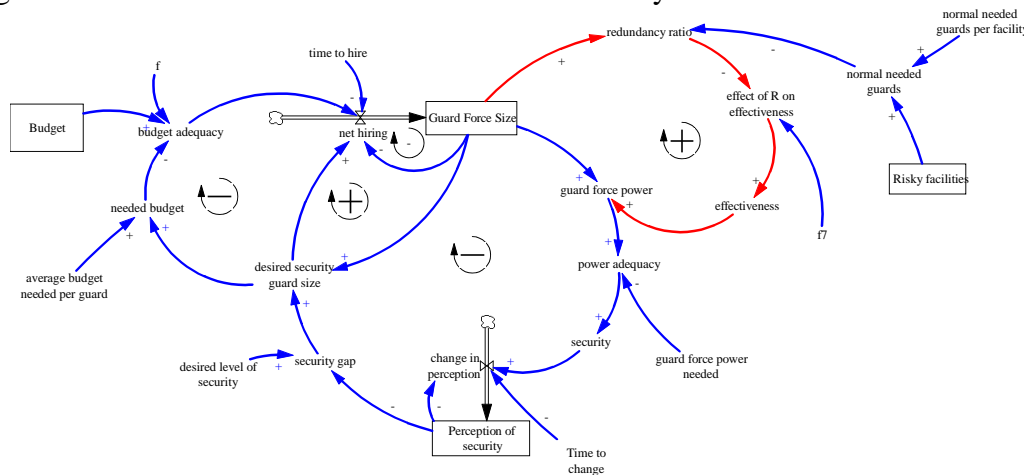 normal needed
guards per facility
redundancy ratio
time to hire
f
normal needed
guards
effect of R on
effectiveness
Budget
budget adequacy
net hiring
Guard Force Size
Risky facilities
guard force power
effectiveness
needed budget
f7
power adequacy
desired security
guard size
average budget
needed per guard
security
guard force power
needed
change in
perception
security gap
desired level of
security
Perception of
security
Time to
change